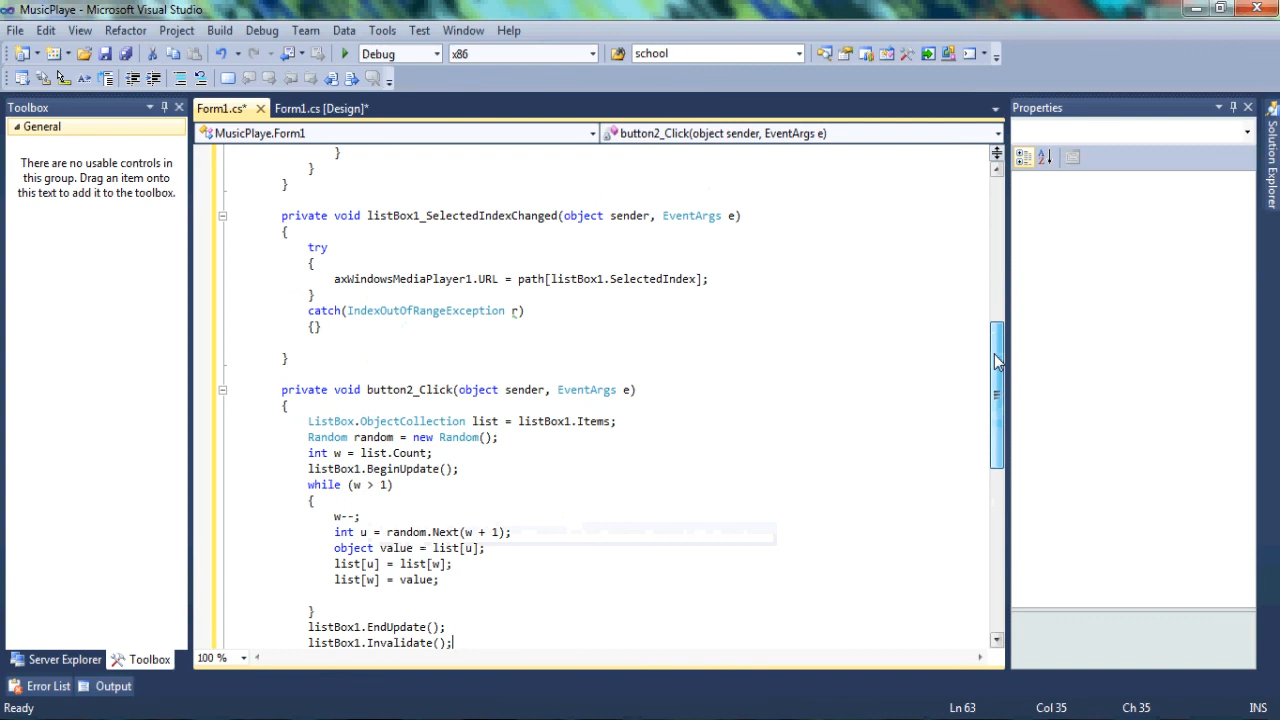 MusicPlaye - Microsoft Visual Studio
File Edit View Refactor Project Build Debug Team Data Tools Test Window Help
Debug x86 school
Toolbox
Form1.cs* Form1.cs [Design]*
Properties
General
MusicPlaye.Form1 button2_Click(object sender, EventArgs e)
There are no usable controls in
this group. Drag an item onto
this text to add it to the toolbox.
Solution Explorer
}
}
}
private void listBox1_SelectedIndexChanged(object sender, EventArgs e)
{
try
{
axWindowsMediaPlayer1.URL = path[listBox1.SelectedIndex];
}
catch(IndexOutOfRangeException r)
{}
}
private void button2_Click(object sender, EventArgs e)
{
ListBox.ObjectCollection list = listBox1.Items;
Random random = new Random();
int w = list.Count;
listBox1.BeginUpdate();
while (w > 1)
{
w--;
int u = random.Next(w + 1);
object value = list[u];
list[u] = list[w];
list[w] = value;
}
listBox1.EndUpdate();
listBox1.Invalidate();
100 %
Server Explorer Toolbox
Error List Output
Ready Ln 63 Col 35 Ch 35 INS